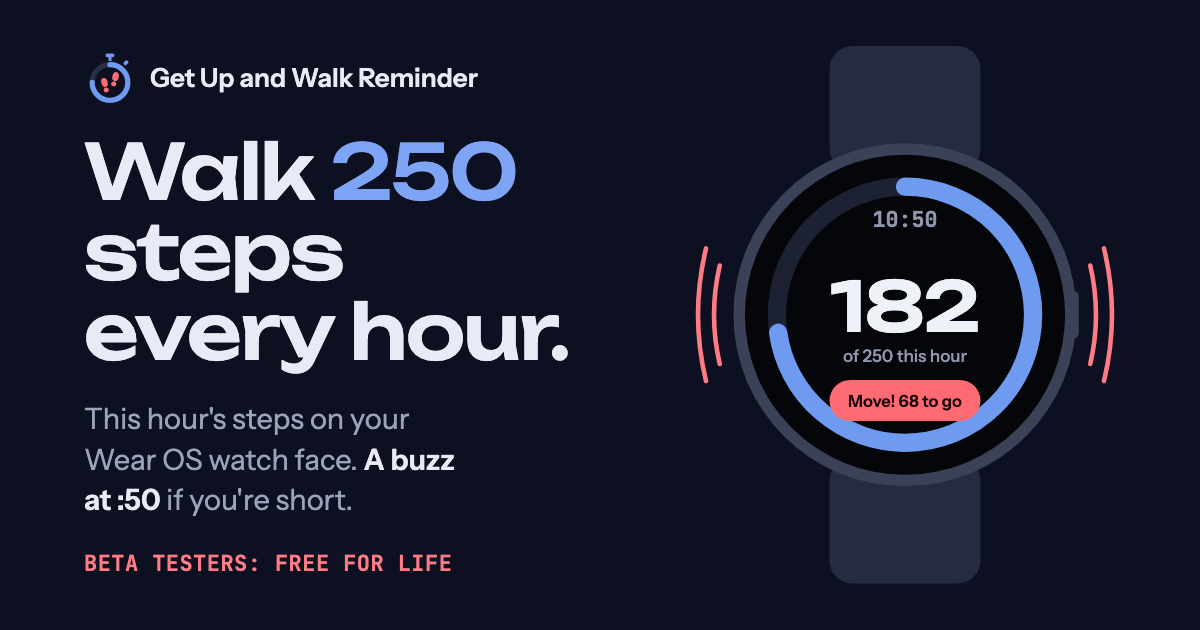 Get Up and Walk Reminder
Walk 250
steps
every hour.
This hour's steps on your
Wear OS watch face. A buzz
at :50 if you're short.
BETA TESTERS: FREE FOR LIFE
10:50
182
of 250 this hour
Move! 68 to go